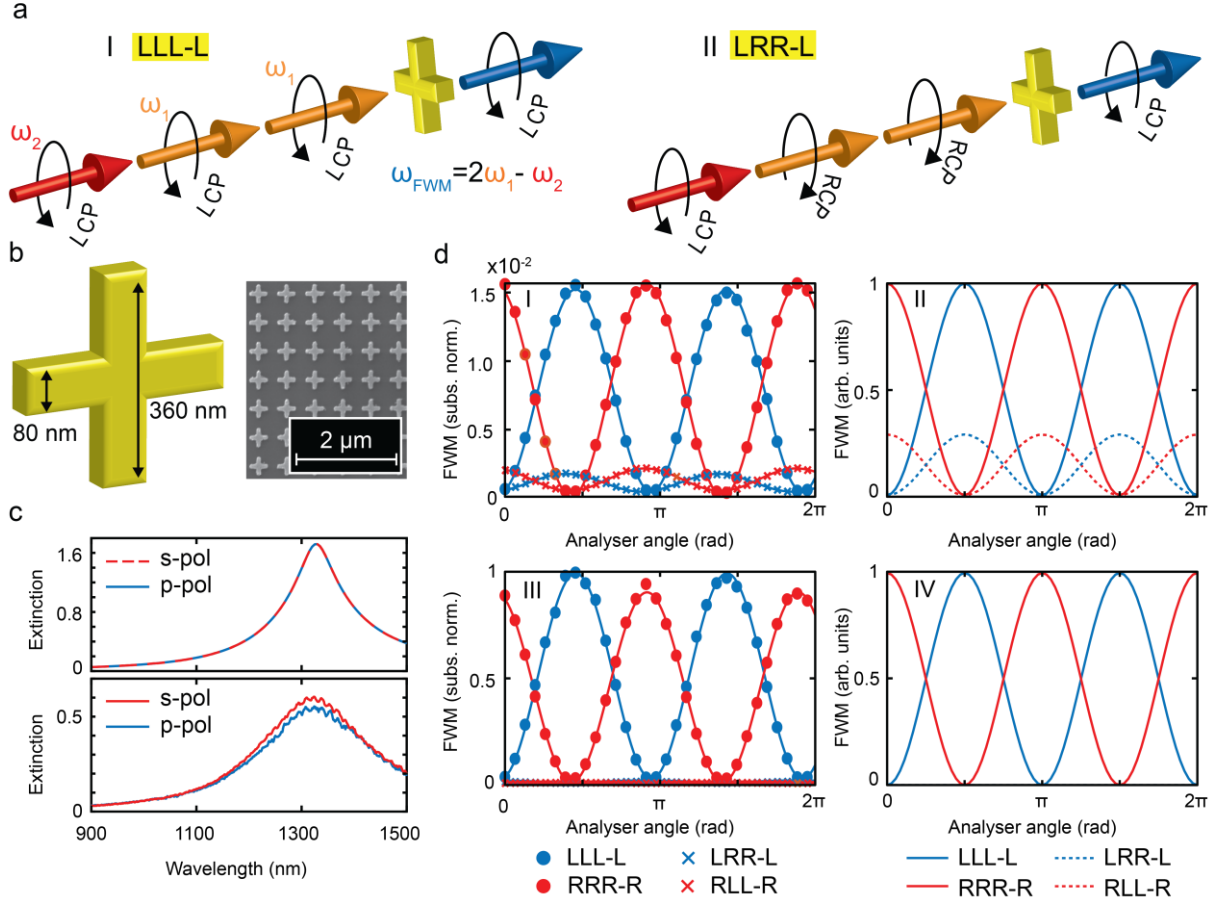 a
I LLL-L
II LRR-L
ω2
ω1
ω1
LCP
LCP
LCP
LCP
ωFWM=2ω1- ω2
LCP
RCP
RCP
LCP
b
80 nm
360 nm
2 µm
c
Extinction
1.6
0.8
0
s-pol
p-pol
Extinction
0.5
0
s-pol
p-pol
900
1100
1300
1500
Wavelength (nm)
d
x10-2
I
FWM (subs. norm.)
1.5
1.0
0.5
0
0
π
2π
Analyser angle (rad)
II
FWM (arb. units)
1
0.5
0
0
π
2π
Analyser angle (rad)
III
FWM (subs. norm.)
1
0.5
0
0
π
2π
Analyser angle (rad)
IV
FWM (arb. units)
1
0.5
0
0
π
2π
Analyser angle (rad)
LLL-L
LRR-L
RRR-R
RLL-R
LLL-L
LRR-L
RRR-R
RLL-R